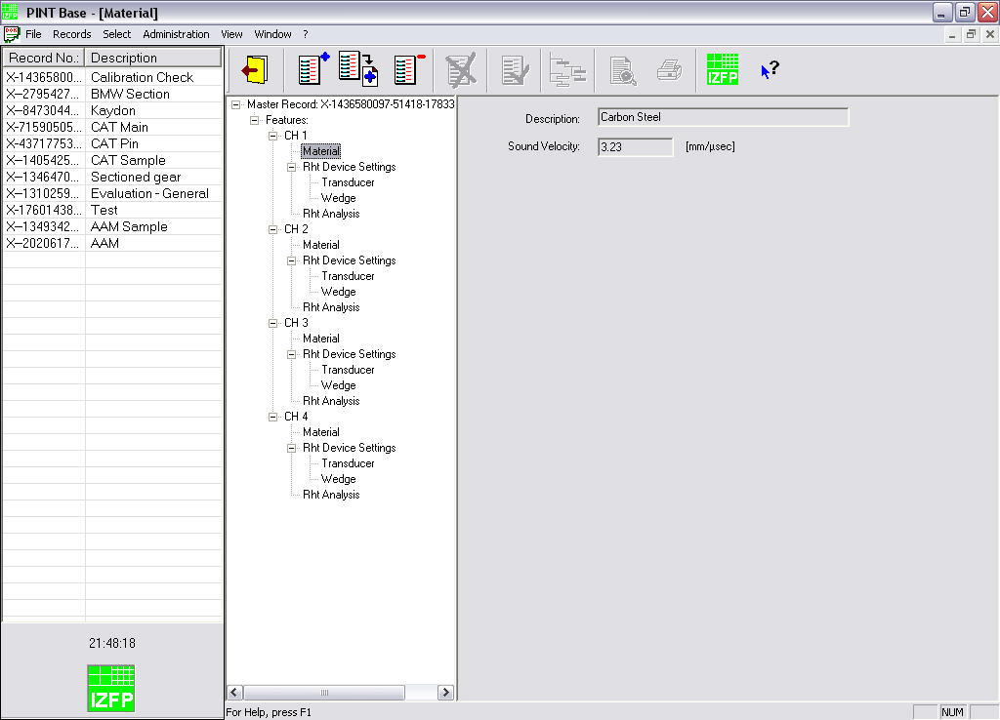 PINT Base - [Material]
File Records Select Administration View Window ?
Record No.: Description
X-14365800... Calibration Check
X--2795427... BMW Section
X--8473044... Kaydon
X-71590505... CAT Main
X-43717753... CAT Pin
X--1405425... CAT Sample
X--1346470... Sectioned gear
X--1310259... Evaluation - General
X-17601438... Test
X--1349342... AAM Sample
X--2020617... AAM
21:48:18
IZFP
IZFP
Master Record: X-1436580097-51418-17833
Features:
CH 1
Material
Rht Device Settings
Transducer
Wedge
Rht Analysis
CH 2
Material
Rht Device Settings
Transducer
Wedge
Rht Analysis
CH 3
Material
Rht Device Settings
Transducer
Wedge
Rht Analysis
CH 4
Material
Rht Device Settings
Transducer
Wedge
Rht Analysis
Description: Carbon Steel
Sound Velocity: 3.23 [mm/µsec]
For Help, press F1
NUM